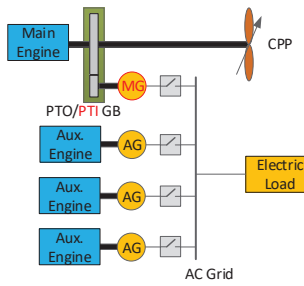 Main
Engine
CPP
MG
PTO/PTI GB
Aux.
Engine
AG
Aux.
Engine
AG
Electric
Load
Aux.
Engine
AG
AC Grid